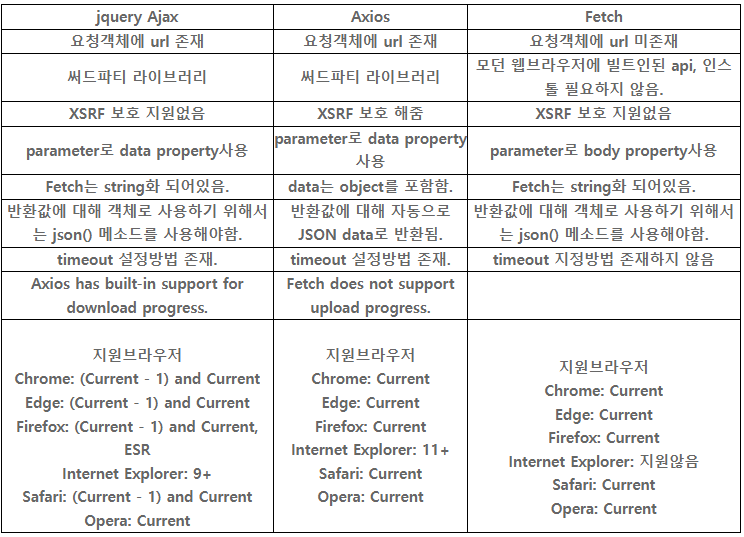 jquery Ajax Axios Fetch
요청객체에 url 존재 요청객체에 url 존재 요청객체에 url 미존재
써드파티 라이브러리 써드파티 라이브러리 모던 웹브라우저에 빌트인된 api, 인스
톨 필요하지 않음.
XSRF 보호 지원없음 XSRF 보호 해줌 XSRF 보호 지원없음
parameter로 data property사용 parameter로 data property
사용 parameter로 body property사용
Fetch는 string화 되어있음. data는 object를 포함함. Fetch는 string화 되어있음.
반환값에 대해 객체로 사용하기 위해서
는 json() 메소드를 사용해야함. 반환값에 대해 자동으로
JSON data로 반환됨. 반환값에 대해 객체로 사용하기 위해서
는 json() 메소드를 사용해야함.
timeout 설정방법 존재. timeout 설정방법 존재. timeout 지정방법 존재하지 않음
Axios has built-in support for
download progress. Fetch does not support
upload progress.
지원브라우저
Chrome: (Current - 1) and Current
Edge: (Current - 1) and Current
Firefox: (Current - 1) and Current,
ESR
Internet Explorer: 9+
Safari: (Current - 1) and Current
Opera: Current
지원브라우저
Chrome: Current
Edge: Current
Firefox: Current
Internet Explorer: 11+
Safari: Current
Opera: Current
지원브라우저
Chrome: Current
Edge: Current
Firefox: Current
Internet Explorer: 지원않음
Safari: Current
Opera: Current